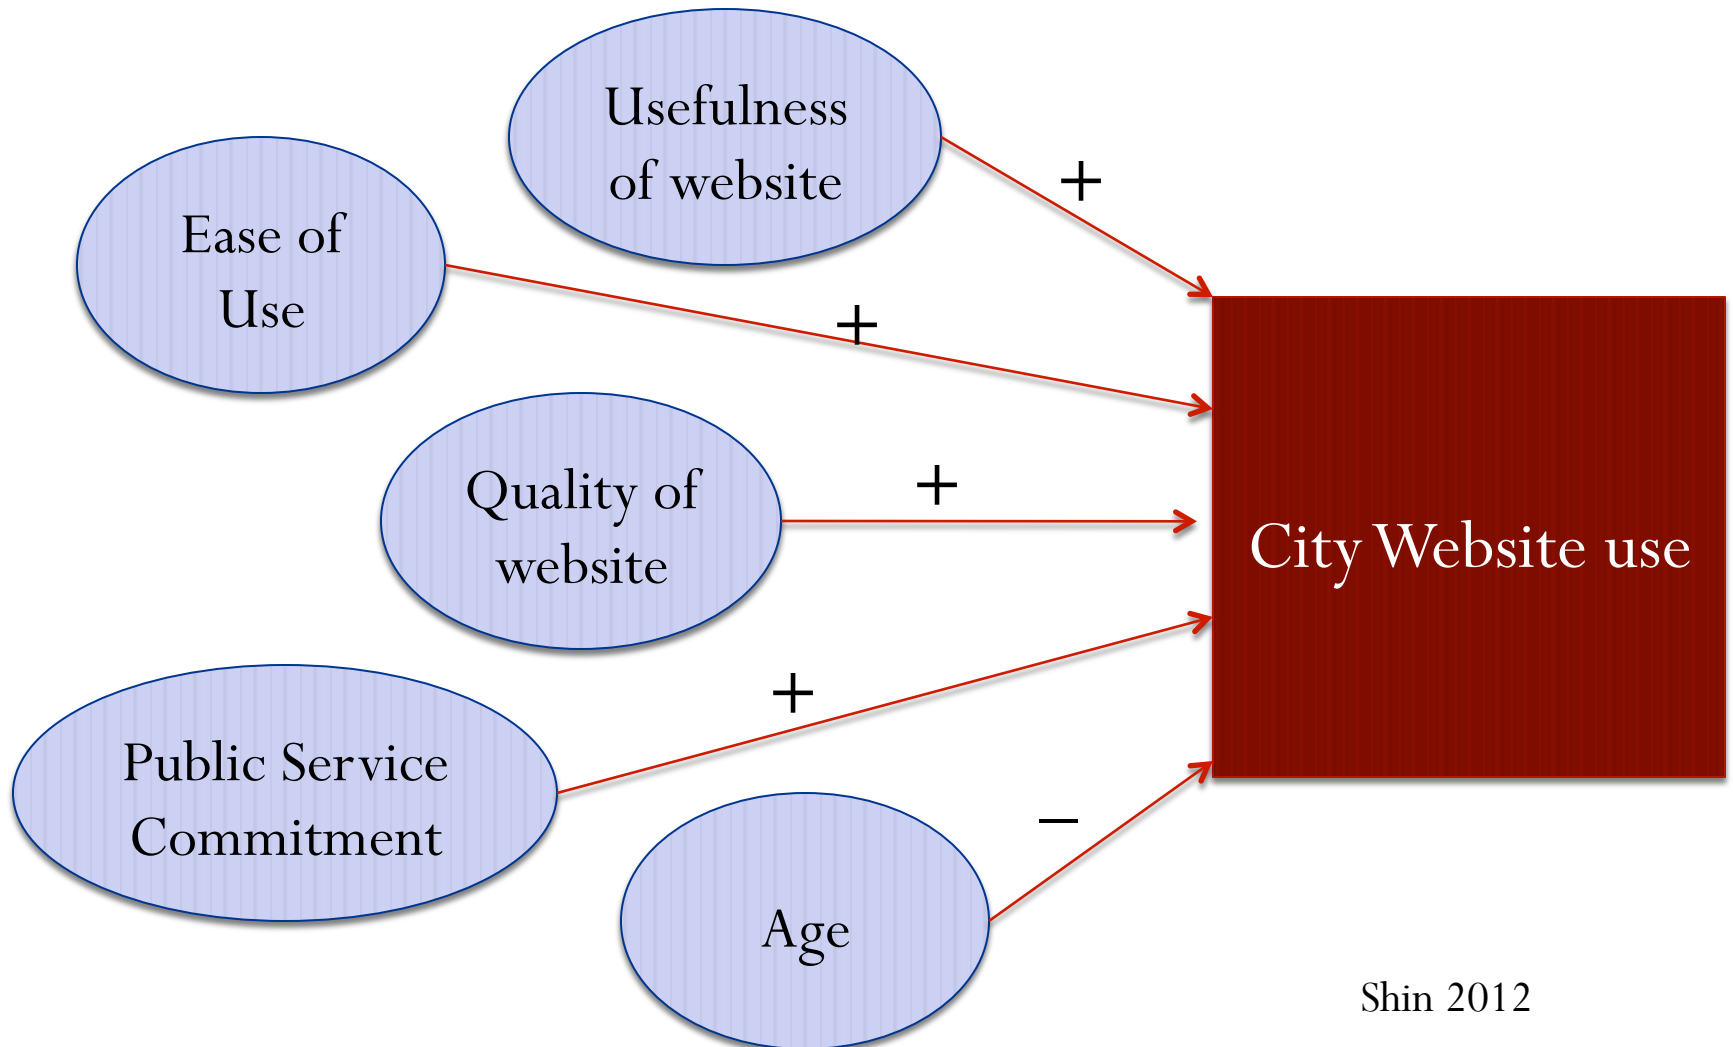 Usefulness
of website
+
Ease of
Use
+
Quality of
website
+
City Website use
Public Service
Commitment
+
Age
–
Shin 2012